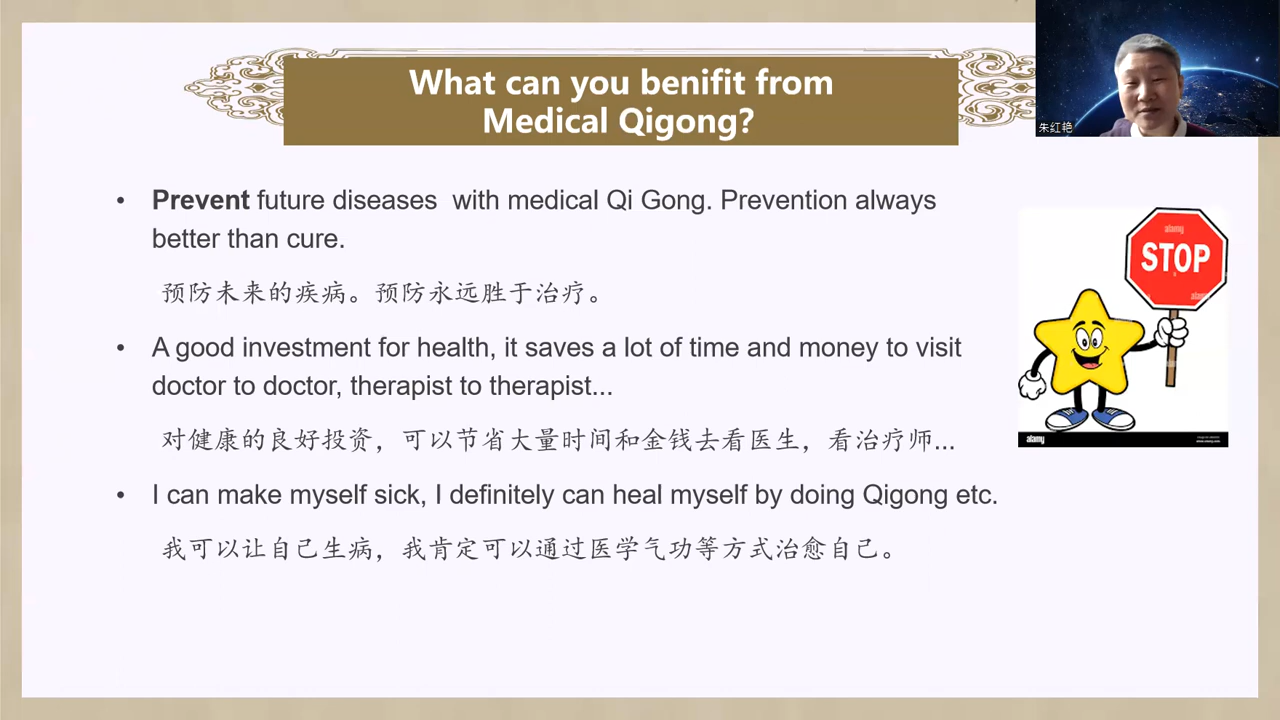 What can you benifit from
Medical Qigong?
朱红艳
• Prevent future diseases with medical Qi Gong. Prevention always
better than cure.
预防未来的疾病。预防永远胜于治疗。
• A good investment for health, it saves a lot of time and money to visit
doctor to doctor, therapist to therapist...
对健康的良好投资，可以节省大量时间和金钱去看医生，看治疗师...
• I can make myself sick, I definitely can heal myself by doing Qigong etc.
我可以让自己生病，我肯定可以通过医学气功等方式治愈自己。
alamy
STOP
alamy
alamy
alamy